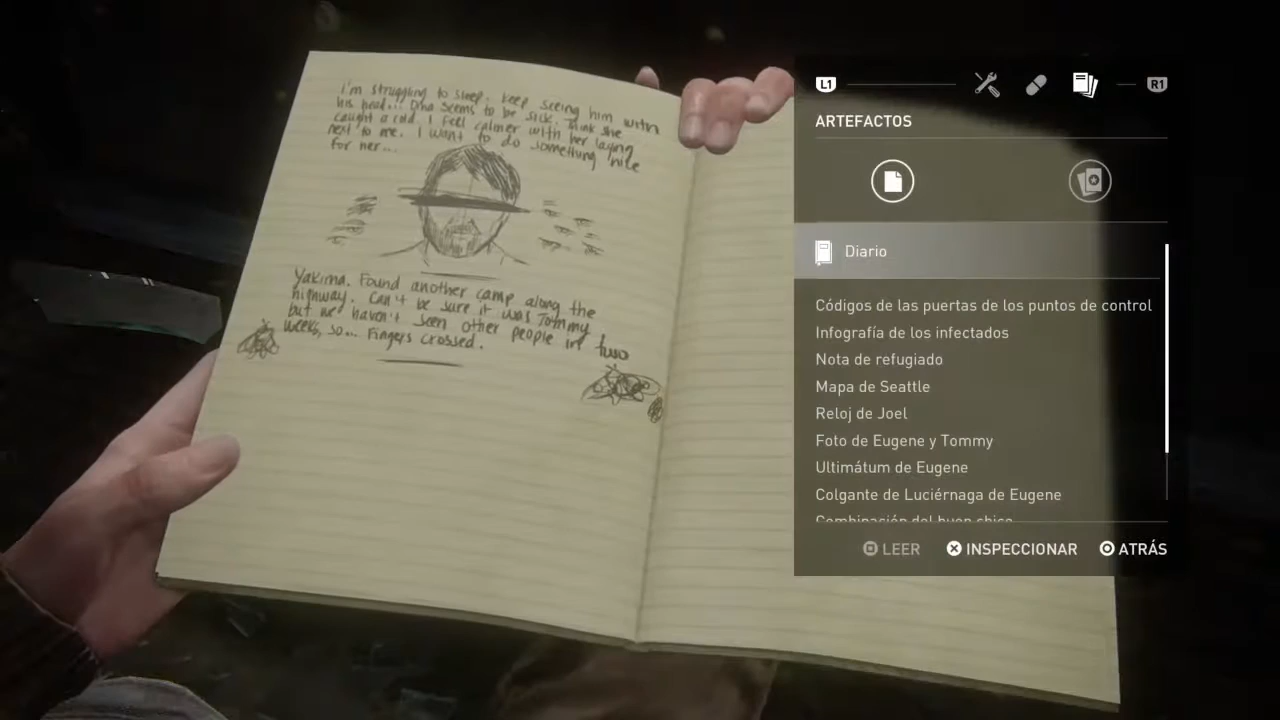 i'm struggling to sleep. Keep seeing him with
his head... Dina seems to be sick. Think she
caught a cold. I feel calmer with her laying
next to me. I want to do something nice
for her...
Yakima. Found another camp along the
highway. Can't be sure it was Tommy
but we haven't seen other people in two
weeks, so... Fingers crossed.
L1
R1
ARTEFACTOS
Diario
Códigos de las puertas de los puntos de control
Infografía de los infectados
Nota de refugiado
Mapa de Seattle
Reloj de Joel
Foto de Eugene y Tommy
Ultimátum de Eugene
Colgante de Luciérnaga de Eugene
Combinación del buen chico
LEER INSPECCIONAR ATRÁS